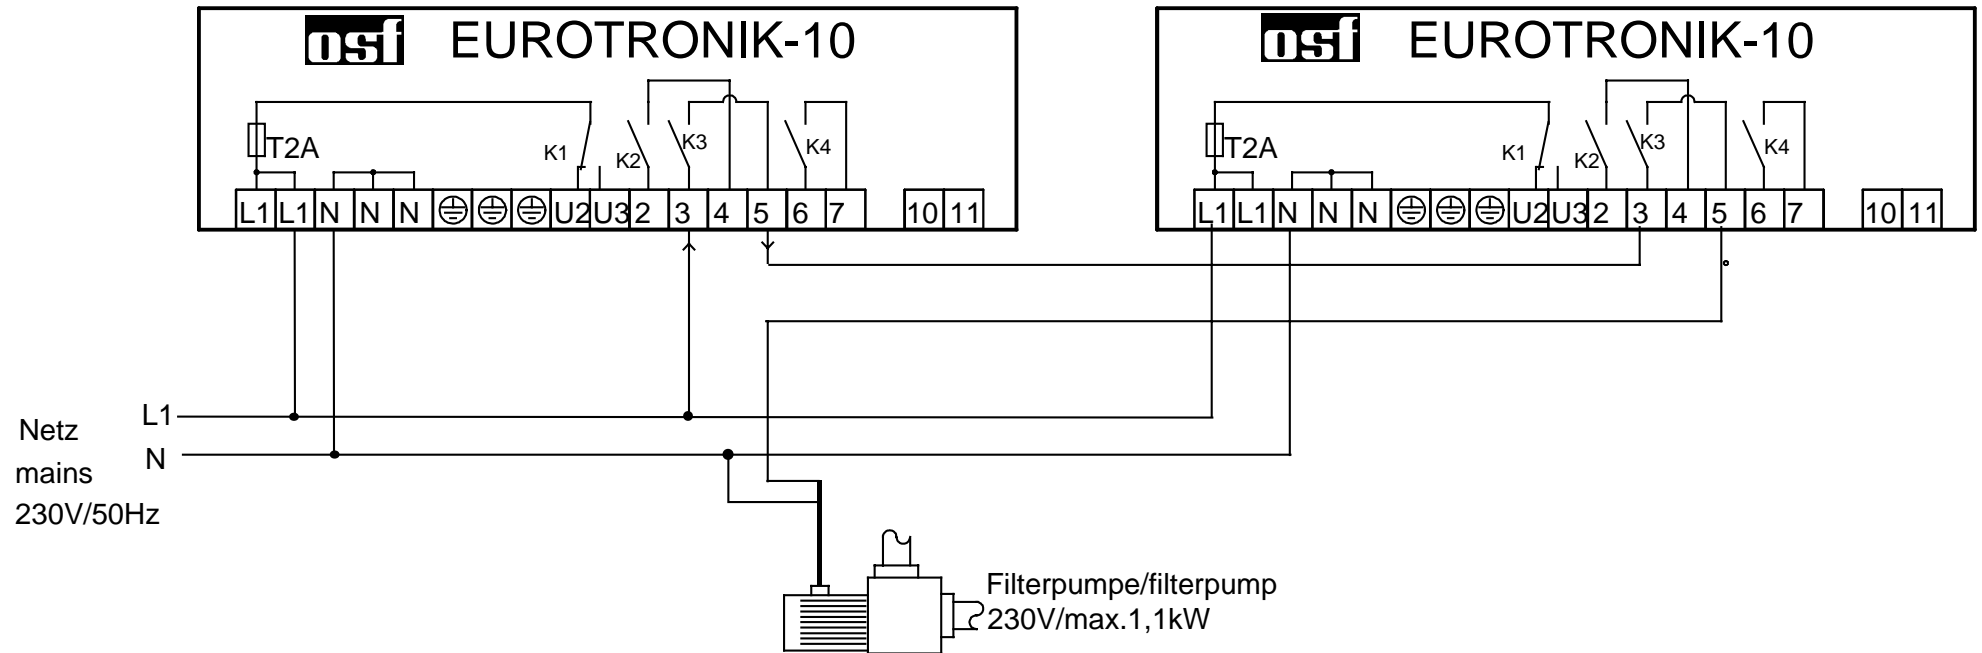 osf EUROTRONIK-10
T2A K1 K2 K3 K4
L1 L1 N N N U2 U3 2 3 4 5 6 7 10 11
osf EUROTRONIK-10
T2A K1 K2 K3 K4
L1 L1 N N N U2 U3 2 3 4 5 6 7 10 11
Netz
mains
230V/50Hz
L1
N
Filterpumpe/filterpump
230V/max.1,1kW